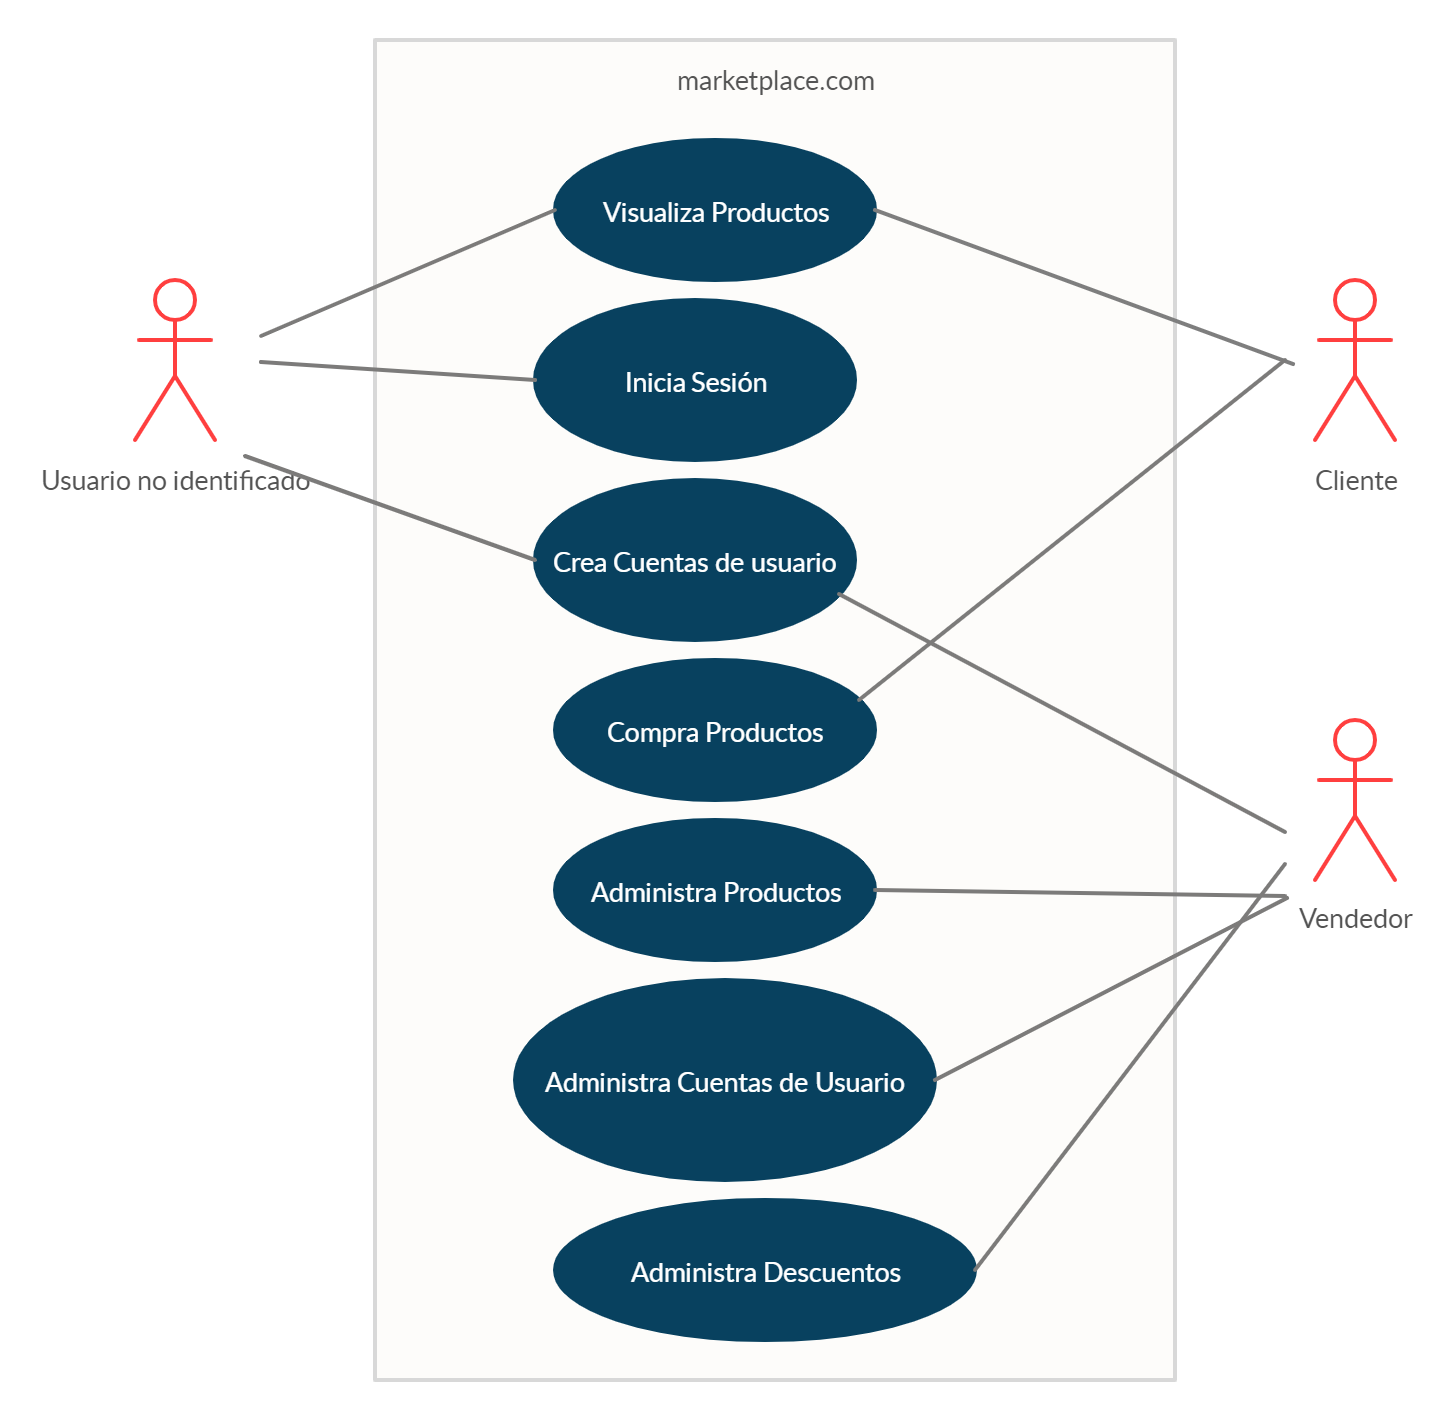 marketplace.com
Visualiza Productos
Inicia Sesión
Usuario no identificado
Cliente
Crea Cuentas de usuario
Compra Productos
Administra Productos
Vendedor
Administra Cuentas de Usuario
Administra Descuentos